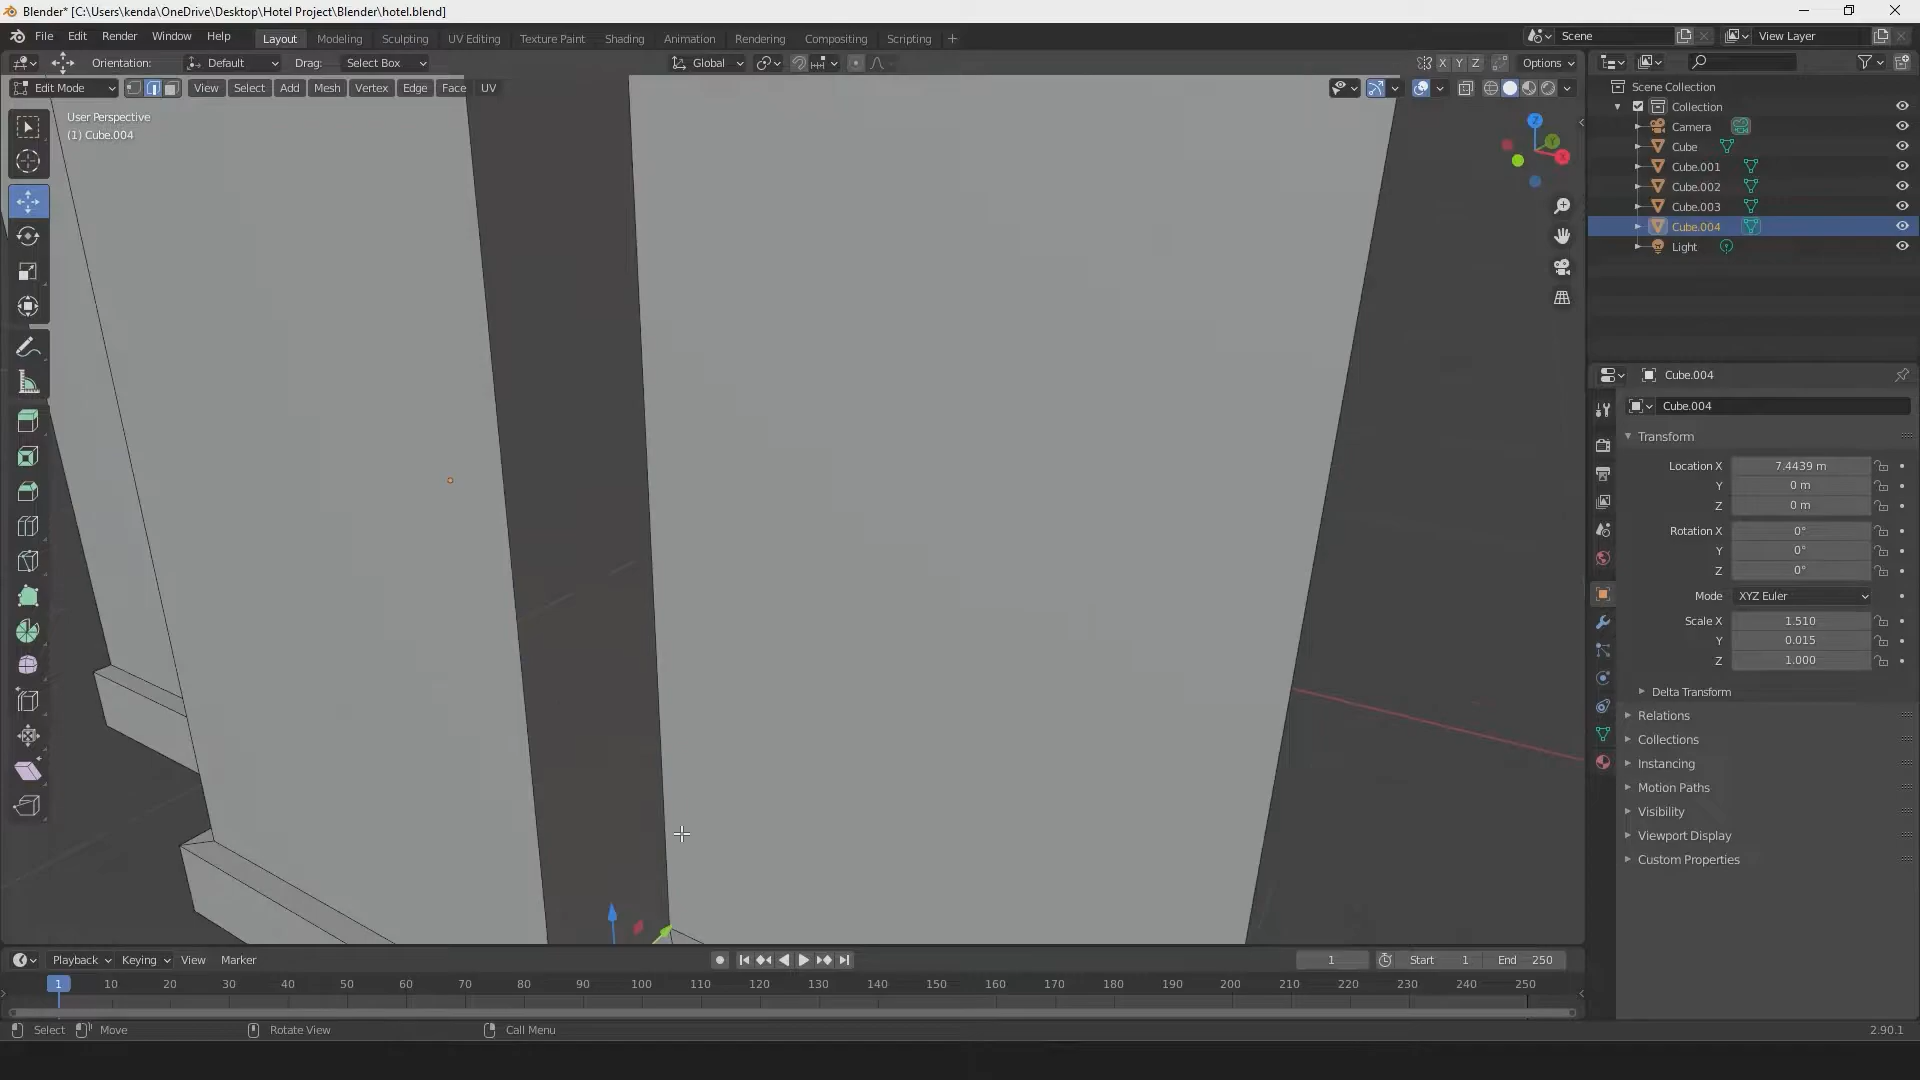 Blender* [C:\Users\kenda\OneDrive\Desktop\Hotel Project\Blender\hotel.blend]
File Edit Render Window Help Layout Modeling Sculpting UV Editing Texture Paint Shading Animation Rendering Compositing Scripting + Scene View Layer
Orientation: Default Drag: Select Box Global X Y Z Options
Edit Mode View Select Add Mesh Vertex Edge Face UV
User Perspective
(1) Cube.004
Z
Y
X
Scene Collection
Collection
Camera
Cube
Cube.001
Cube.002
Cube.003
Cube.004
Light
Cube.004
Cube.004
Transform
Location X 7.4439 m
Y 0 m
Z 0 m
Rotation X 0°
Y 0°
Z 0°
Mode XYZ Euler
Scale X 1.510
Y 0.015
Z 1.000
Delta Transform
Relations
Collections
Instancing
Motion Paths
Visibility
Viewport Display
Custom Properties
Playback Keying View Marker 1 Start 1 End 250
1 10 20 30 40 50 60 70 80 90 100 110 120 130 140 150 160 170 180 190 200 210 220 230 240 250
Select Move Rotate View Call Menu 2.90.1